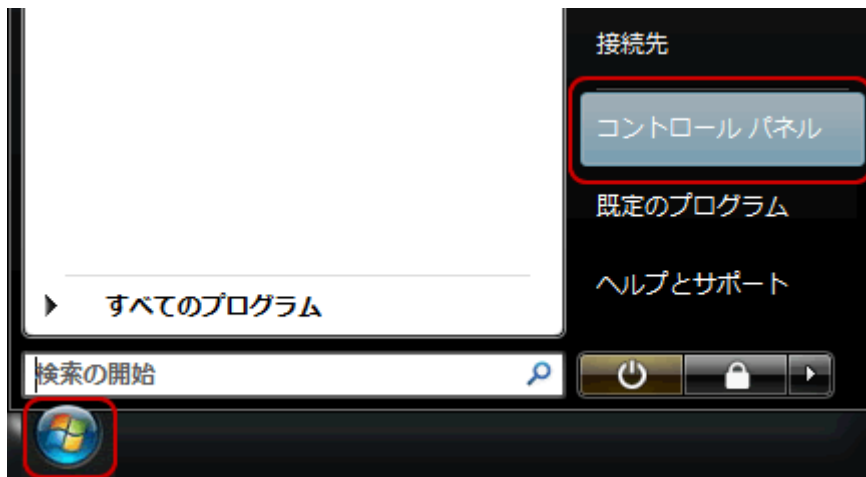 接続先
コントロール パネル
既定のプログラム
ヘルプとサポート
すべてのプログラム
検索の開始